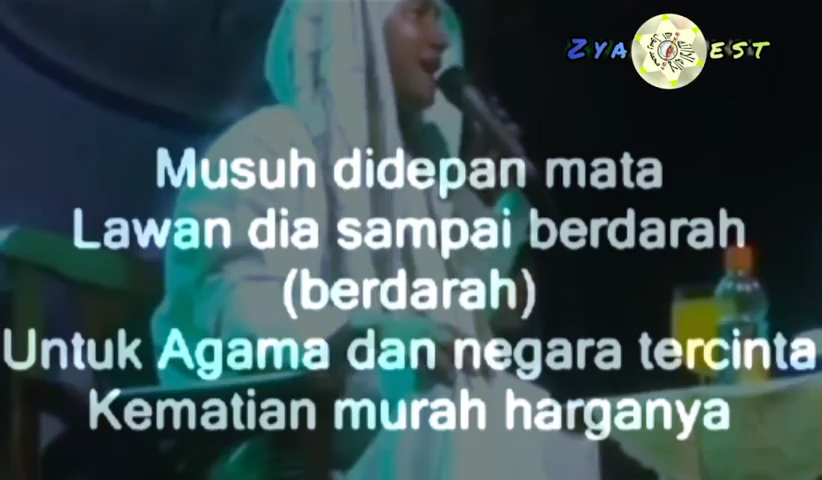 ZYA EST
Musuh didepan mata
Lawan dia sampai berdarah
(berdarah)
Untuk Agama dan negara tercinta
Kematian murah harganya